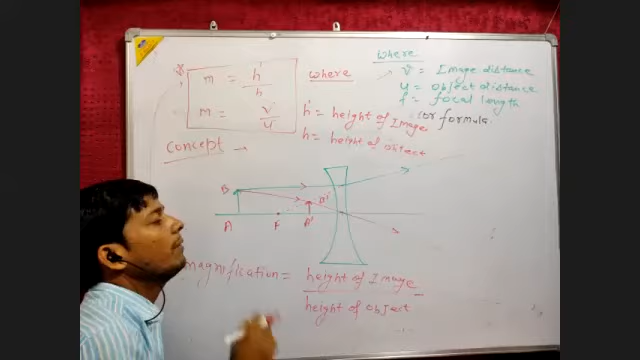 m = h' / h
where
m = v / u
h' = height of Image
h = height of object
where
v = Image distance
u = object distance
f = focal length
for formula
Concept →
B
B'
A
F
A'
magnification = height of Image / height of object